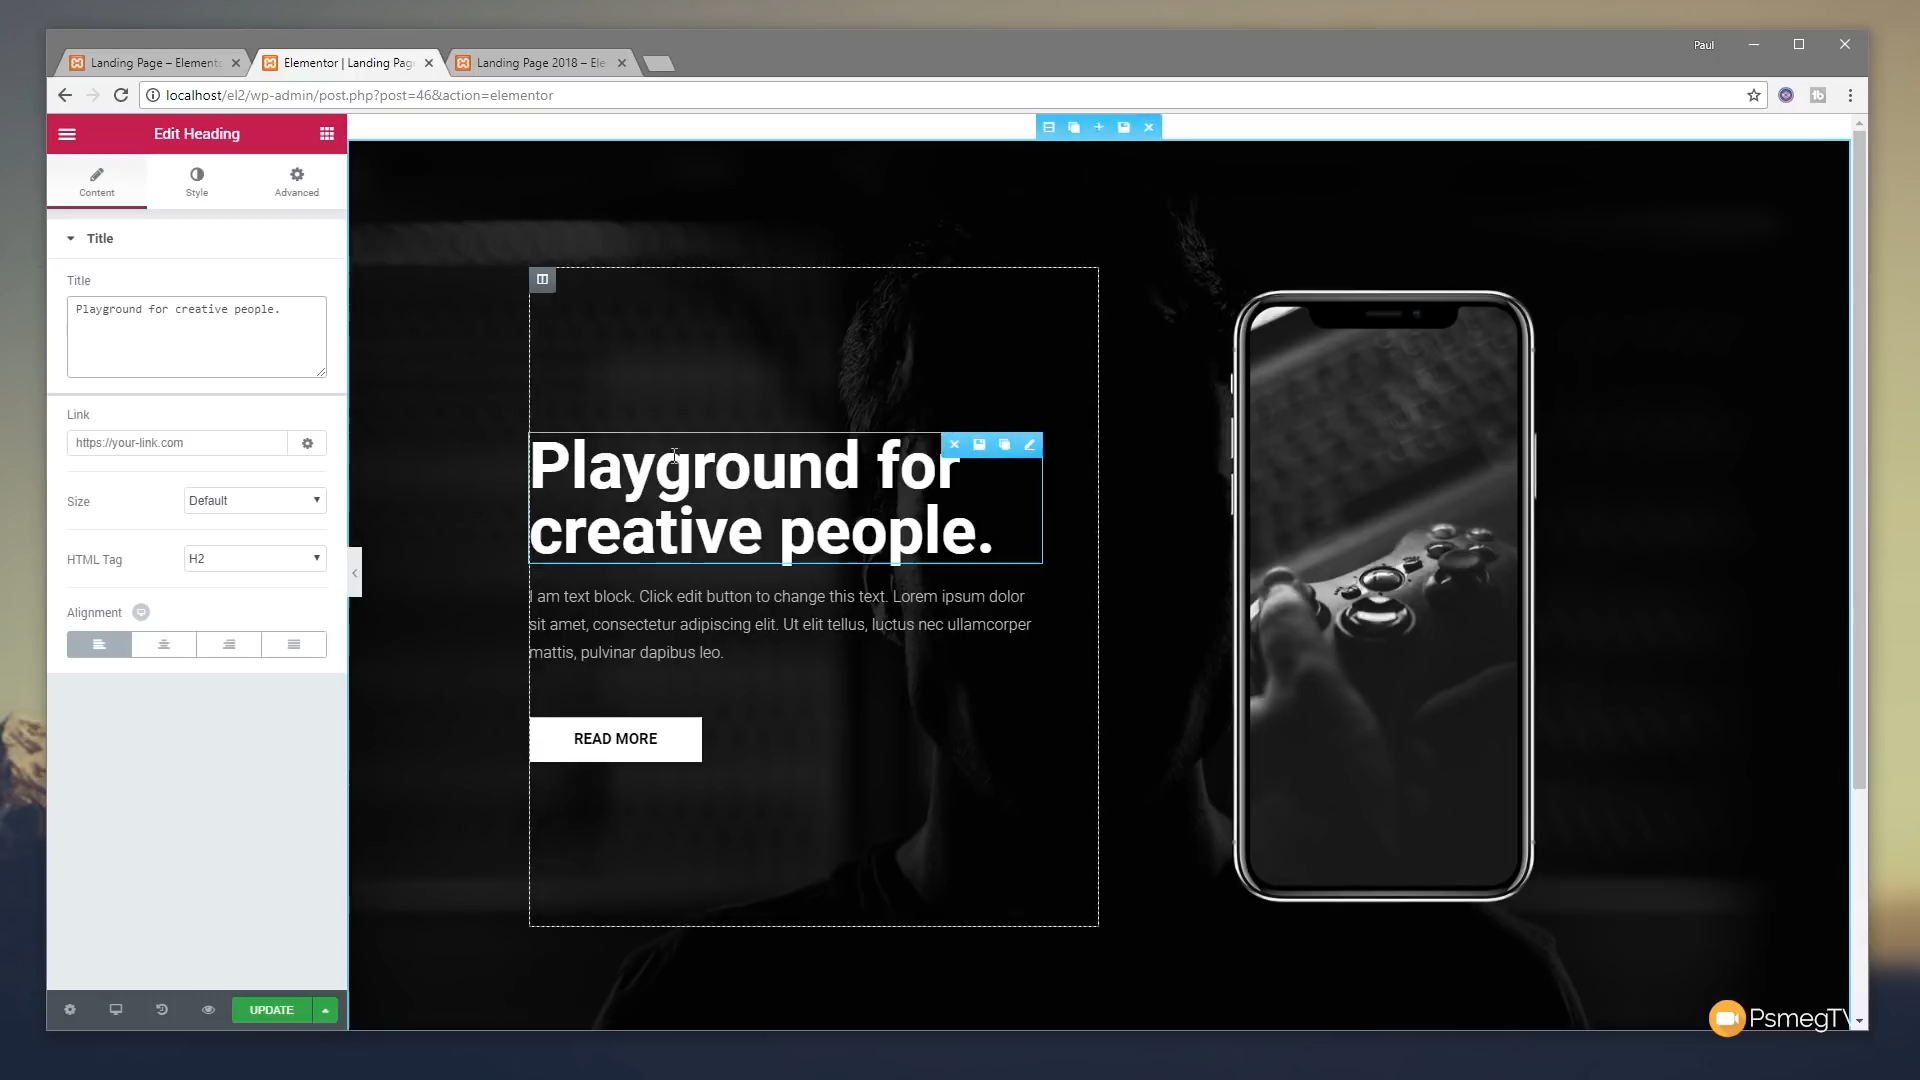 Paul
Landing Page – Element
Elementor | Landing Pag
Landing Page 2018 – Ele
localhost/el2/wp-admin/post.php?post=46&action=elementor
Edit Heading
Content
Style
Advanced
Title
Title
Playground for creative people.
Link
https://your-link.com
Size
Default
HTML Tag
H2
Alignment
UPDATE
Playground for
creative people.
I am text block. Click edit button to change this text. Lorem ipsum dolor
sit amet, consectetur adipiscing elit. Ut elit tellus, luctus nec ullamcorper
mattis, pulvinar dapibus leo.
READ MORE
PsmegTV